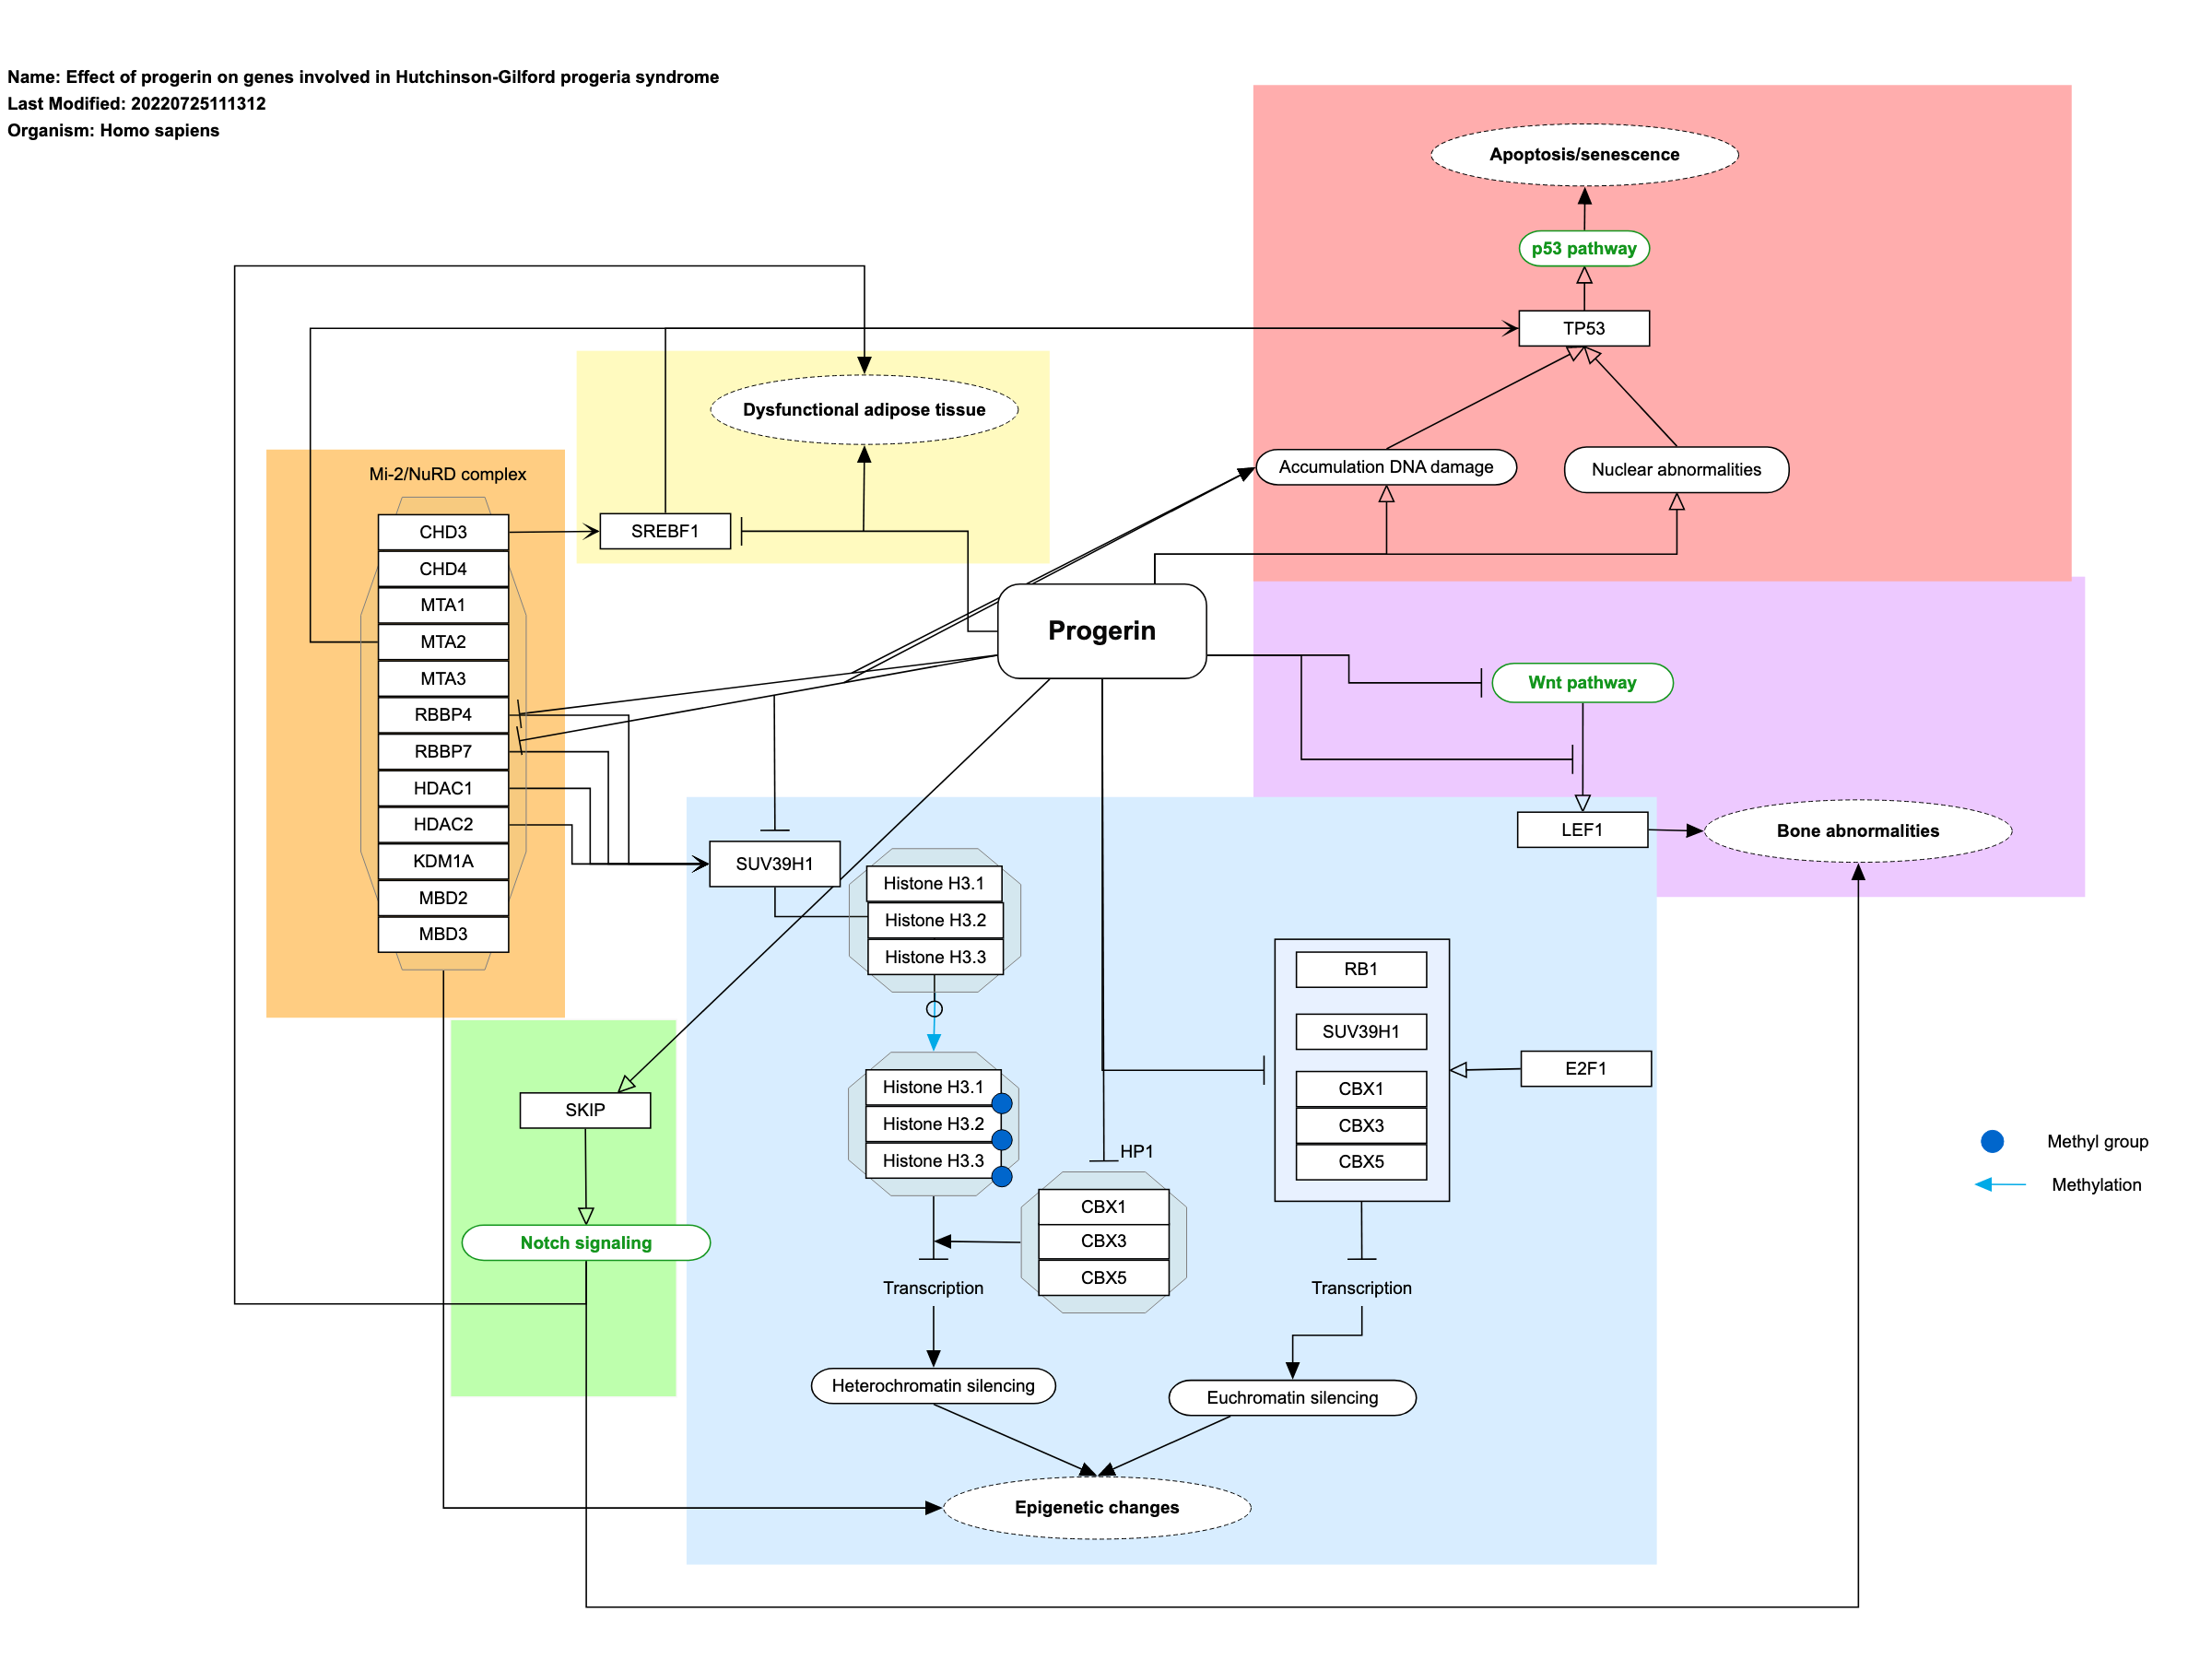 Name: Effect of progerin on genes involved in Hutchinson-Gilford progeria syndrome
Last Modified: 20220725111312
Organism: Homo sapiens
Apoptosis/senescence
p53 pathway
TP53
Dysfunctional adipose tissue
Accumulation DNA damage
Nuclear abnormalities
Mi-2/NuRD complex
CHD3
SREBF1
CHD4
MTA1
MTA2
MTA3
RBBP4
RBBP7
HDAC1
HDAC2
KDM1A
MBD2
MBD3
Progerin
Wnt pathway
LEF1
Bone abnormalities
SUV39H1
Histone H3.1
Histone H3.2
Histone H3.3
RB1
SUV39H1
CBX1
CBX3
CBX5
E2F1
SKIP
Histone H3.1
Histone H3.2
Histone H3.3
HP1
CBX1
CBX3
CBX5
Methyl group
Methylation
Notch signaling
Transcription
Transcription
Heterochromatin silencing
Euchromatin silencing
Epigenetic changes